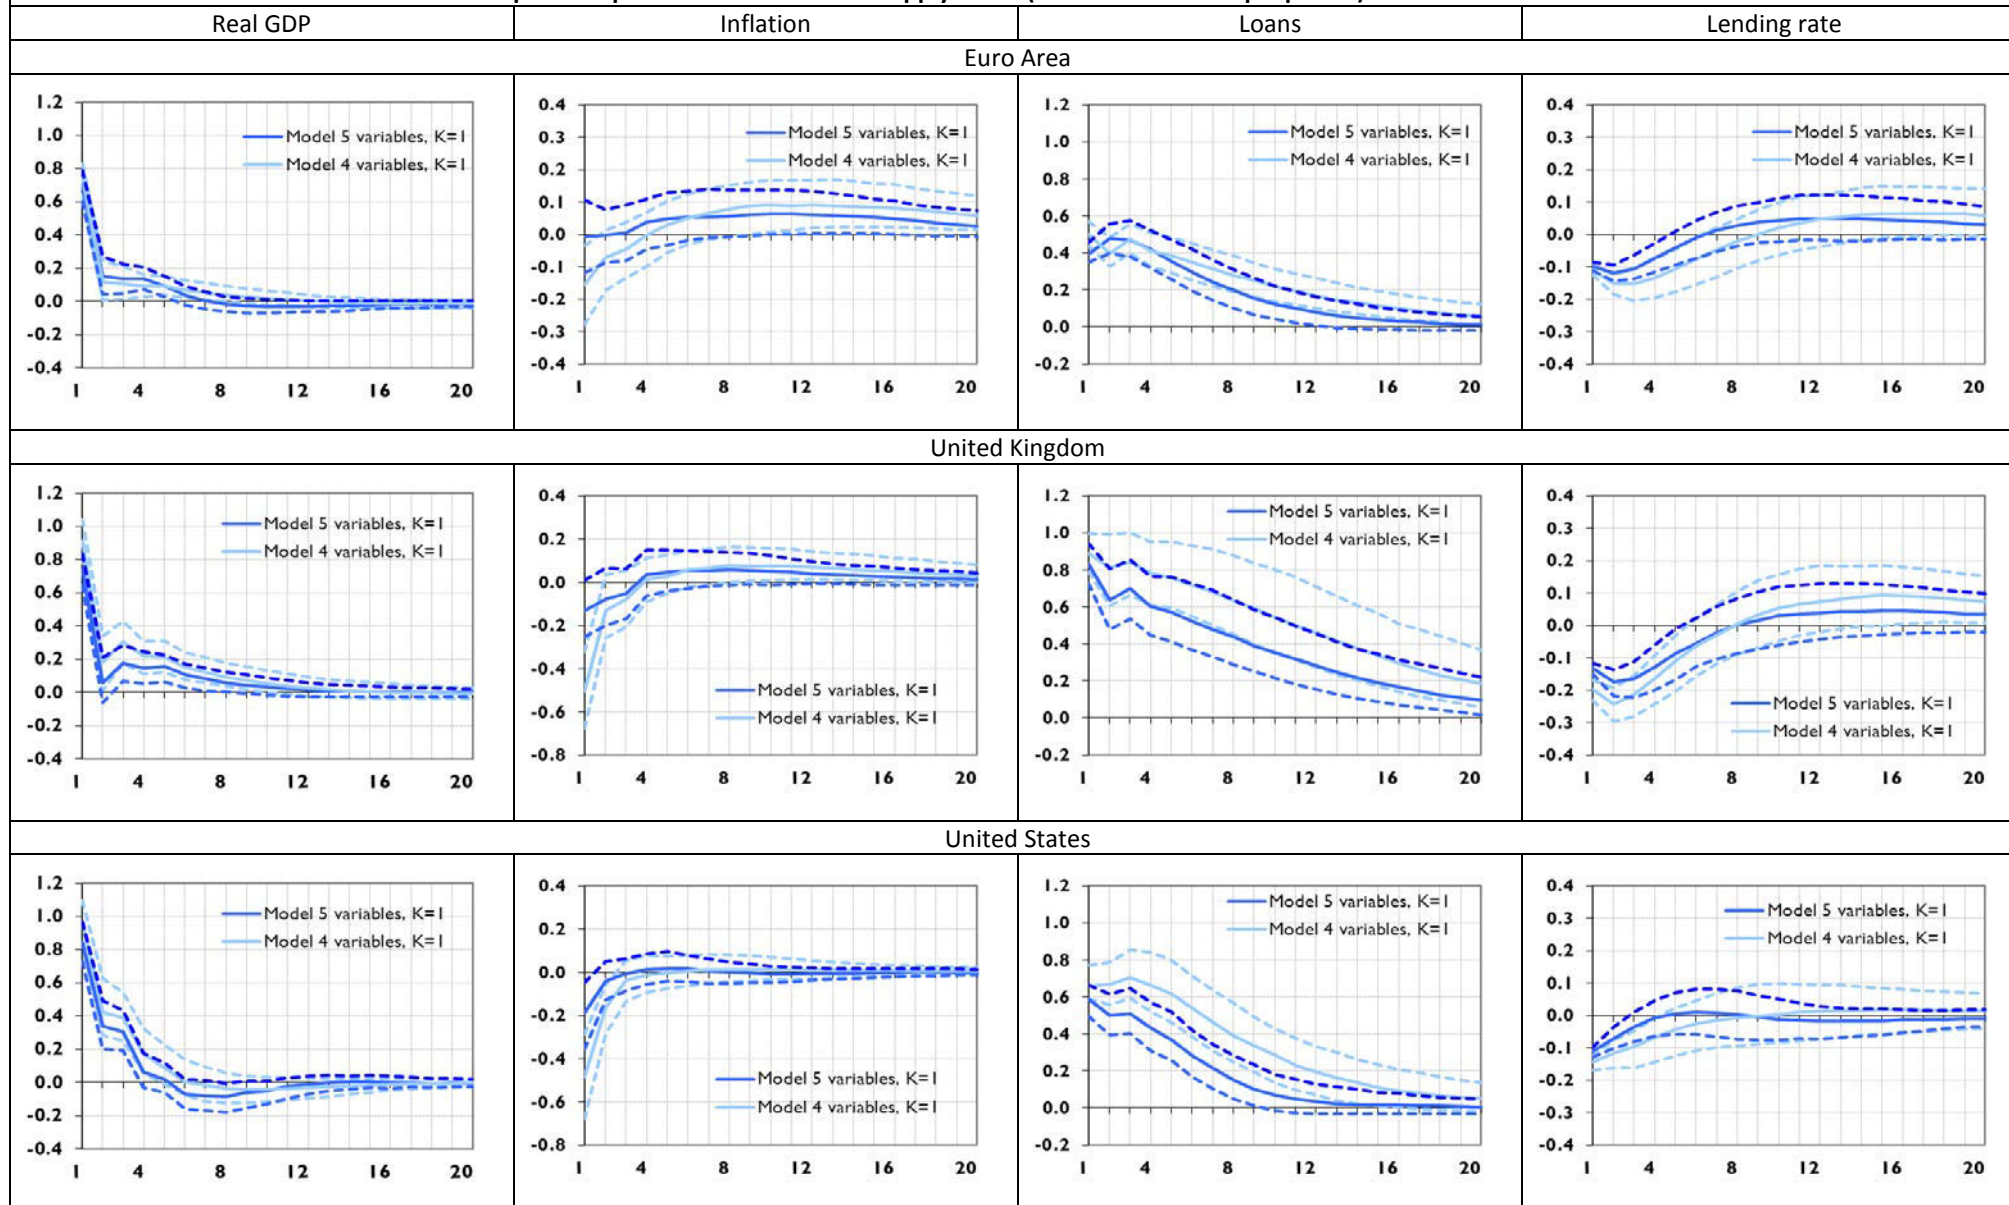 Real GDP
Inflation
Loans
Lending rate
Euro Area
1.2
1.0
0.8
0.6
0.4
0.2
0.0
-0.2
-0.4
Model 5 variables, K=1
Model 4 variables, K=1
1 4 8 12 16 20
0.4
0.3
0.2
0.1
0.0
-0.1
-0.2
-0.3
-0.4
Model 5 variables, K=1
Model 4 variables, K=1
1 4 8 12 16 20
1.2
1.0
0.8
0.6
0.4
0.2
0.0
-0.2
Model 5 variables, K=1
Model 4 variables, K=1
1 4 8 12 16 20
0.4
0.3
0.2
0.1
0.0
-0.1
-0.2
-0.3
-0.4
Model 5 variables, K=1
Model 4 variables, K=1
1 4 8 12 16 20
United Kingdom
1.2
1.0
0.8
0.6
0.4
0.2
0.0
-0.2
-0.4
Model 5 variables, K=1
Model 4 variables, K=1
1 4 8 12 16 20
0.4
0.2
0.0
-0.2
-0.4
-0.6
-0.8
Model 5 variables, K=1
Model 4 variables, K=1
1 4 8 12 16 20
1.2
1.0
0.8
0.6
0.4
0.2
0.0
-0.2
Model 5 variables, K=1
Model 4 variables, K=1
1 4 8 12 16 20
0.4
0.3
0.2
0.1
0.0
-0.1
-0.2
-0.3
-0.4
Model 5 variables, K=1
Model 4 variables, K=1
1 4 8 12 16 20
United States
1.2
1.0
0.8
0.6
0.4
0.2
0.0
-0.2
-0.4
Model 5 variables, K=1
Model 4 variables, K=1
1 4 8 12 16 20
0.4
0.2
0.0
-0.2
-0.4
-0.6
-0.8
Model 5 variables, K=1
Model 4 variables, K=1
1 4 8 12 16 20
1.2
1.0
0.8
0.6
0.4
0.2
0.0
-0.2
Model 5 variables, K=1
Model 4 variables, K=1
1 4 8 12 16 20
0.4
0.3
0.2
0.1
0.0
-0.1
-0.2
-0.3
-0.4
Model 5 variables, K=1
Model 4 variables, K=1
1 4 8 12 16 20